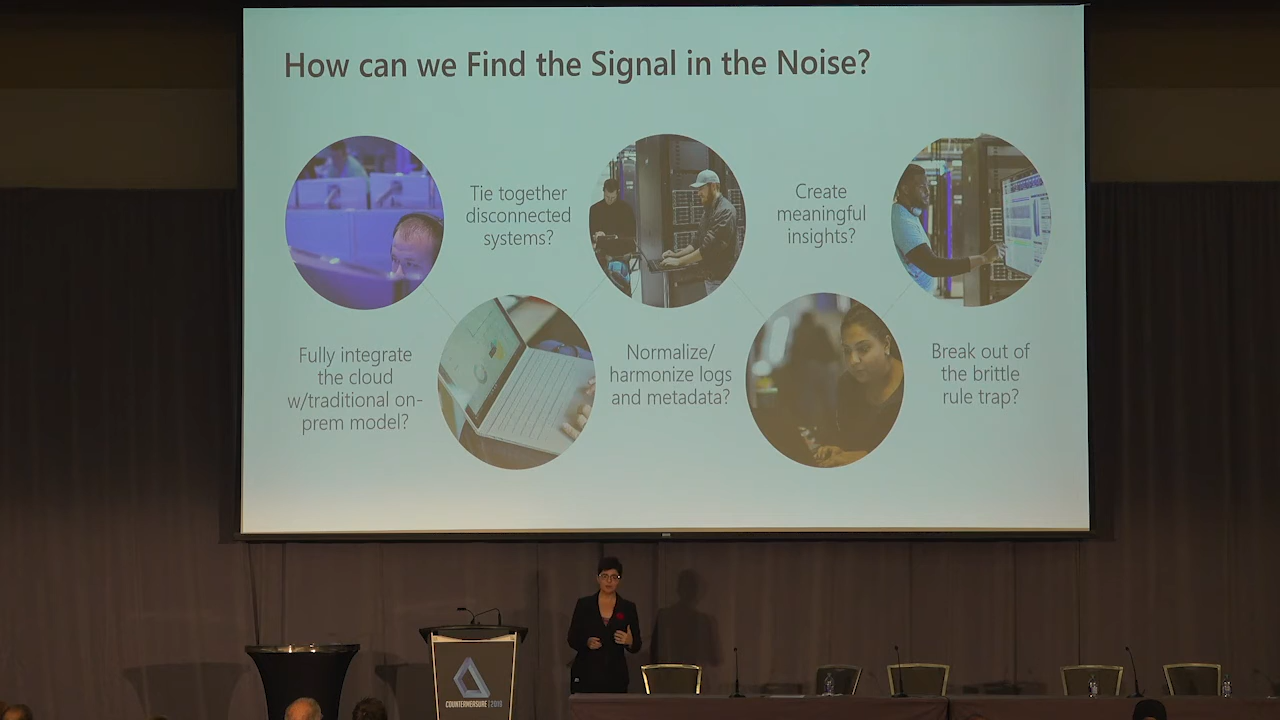 How can we Find the Signal in the Noise?
Tie together
disconnected
systems?
Create
meaningful
insights?
Fully integrate
the cloud
w/traditional on-
prem model?
Normalize/
harmonize logs
and metadata?
Break out of
the brittle
rule trap?
COUNTERMEASURE | 2019